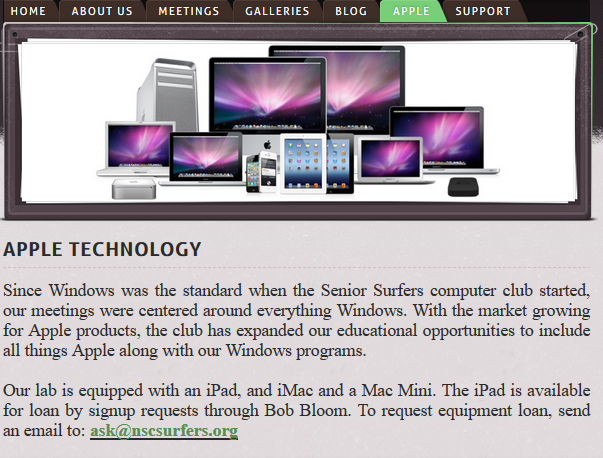 HOME ABOUT US MEETINGS GALLERIES BLOG APPLE SUPPORT
APPLE TECHNOLOGY
Since Windows was the standard when the Senior Surfers computer club started,
our meetings were centered around everything Windows. With the market growing
for Apple products, the club has expanded our educational opportunities to include
all things Apple along with our Windows programs.
Our lab is equipped with an iPad, and iMac and a Mac Mini. The iPad is available
for loan by signup requests through Bob Bloom. To request equipment loan, send
an email to: ask@nscsurfers.org